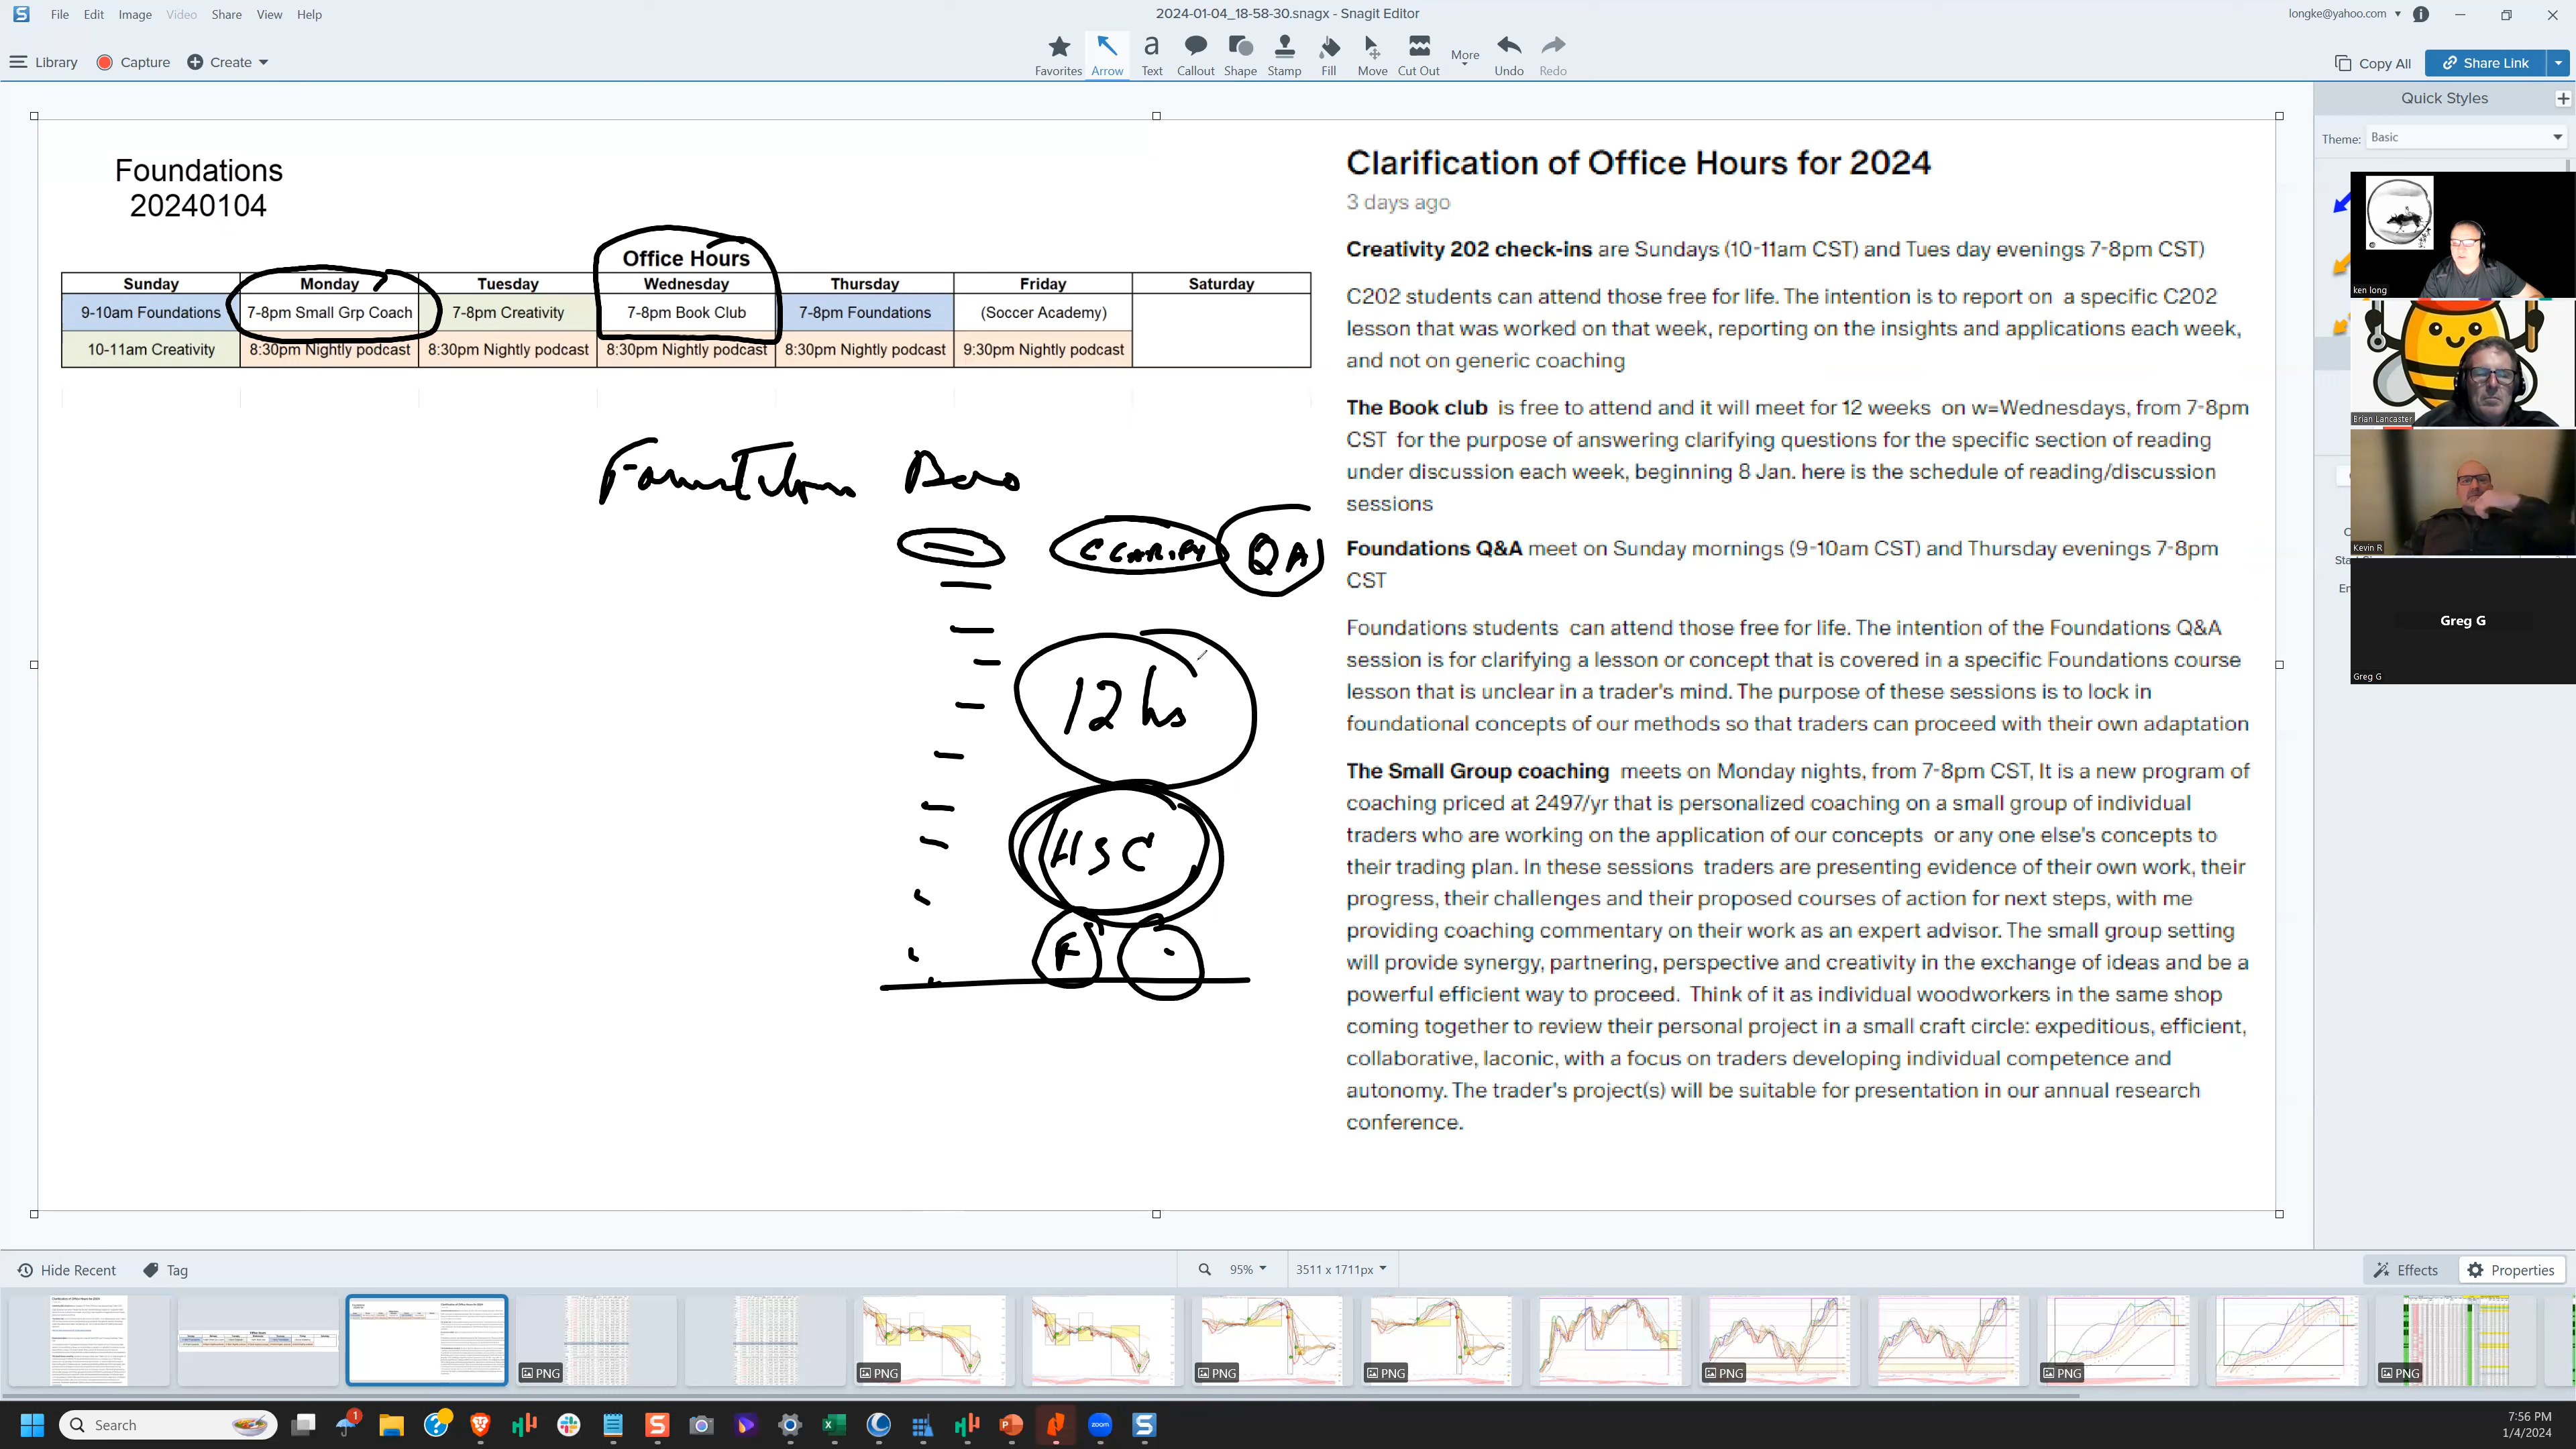 2024-01-04_18-58-30.snagx - Snagit Editor
File Edit Image Video Share View Help
longke@yahoo.com
Library Capture Create
Favorites Arrow Text Callout Shape Stamp Fill Move Cut Out More Undo Redo
Copy All Share Link
Quick Styles
Theme: Basic
Foundations
20240104
Office Hours
Sunday Monday Tuesday Wednesday Thursday Friday Saturday
9-10am Foundations 7-8pm Small Grp Coach 7-8pm Creativity 7-8pm Book Club 7-8pm Foundations (Soccer Academy)
10-11am Creativity 8:30pm Nightly podcast 8:30pm Nightly podcast 8:30pm Nightly podcast 8:30pm Nightly podcast 9:30pm Nightly podcast
CLARIFY QA
12 hs
HSC
F
Clarification of Office Hours for 2024
3 days ago
Creativity 202 check-ins are Sundays (10-11am CST) and Tues day evenings 7-8pm CST)
C202 students can attend those free for life. The intention is to report on a specific C202
lesson that was worked on that week, reporting on the insights and applications each week,
and not on generic coaching
The Book club is free to attend and it will meet for 12 weeks on w=Wednesdays, from 7-8pm
CST for the purpose of answering clarifying questions for the specific section of reading
under discussion each week, beginning 8 Jan. here is the schedule of reading/discussion
sessions
Foundations Q&A meet on Sunday mornings (9-10am CST) and Thursday evenings 7-8pm
CST
Foundations students can attend those free for life. The intention of the Foundations Q&A
session is for clarifying a lesson or concept that is covered in a specific Foundations course
lesson that is unclear in a trader's mind. The purpose of these sessions is to lock in
foundational concepts of our methods so that traders can proceed with their own adaptation
The Small Group coaching meets on Monday nights, from 7-8pm CST, It is a new program of
coaching priced at 2497/yr that is personalized coaching on a small group of individual
traders who are working on the application of our concepts or any one else's concepts to
their trading plan. In these sessions traders are presenting evidence of their own work, their
progress, their challenges and their proposed courses of action for next steps, with me
providing coaching commentary on their work as an expert advisor. The small group setting
will provide synergy, partnering, perspective and creativity in the exchange of ideas and be a
powerful efficient way to proceed. Think of it as individual woodworkers in the same shop
coming together to review their personal project in a small craft circle: expeditious, efficient,
collaborative, laconic, with a focus on traders developing individual competence and
autonomy. The trader's project(s) will be suitable for presentation in our annual research
conference.
ken long
Brian Lancaster
Kevin R
Greg G
Greg G
Hide Recent Tag
95% 3511 x 1711px
Effects Properties
PNG PNG PNG PNG PNG PNG PNG
Search
1
zoom
7:56 PM
1/4/2024